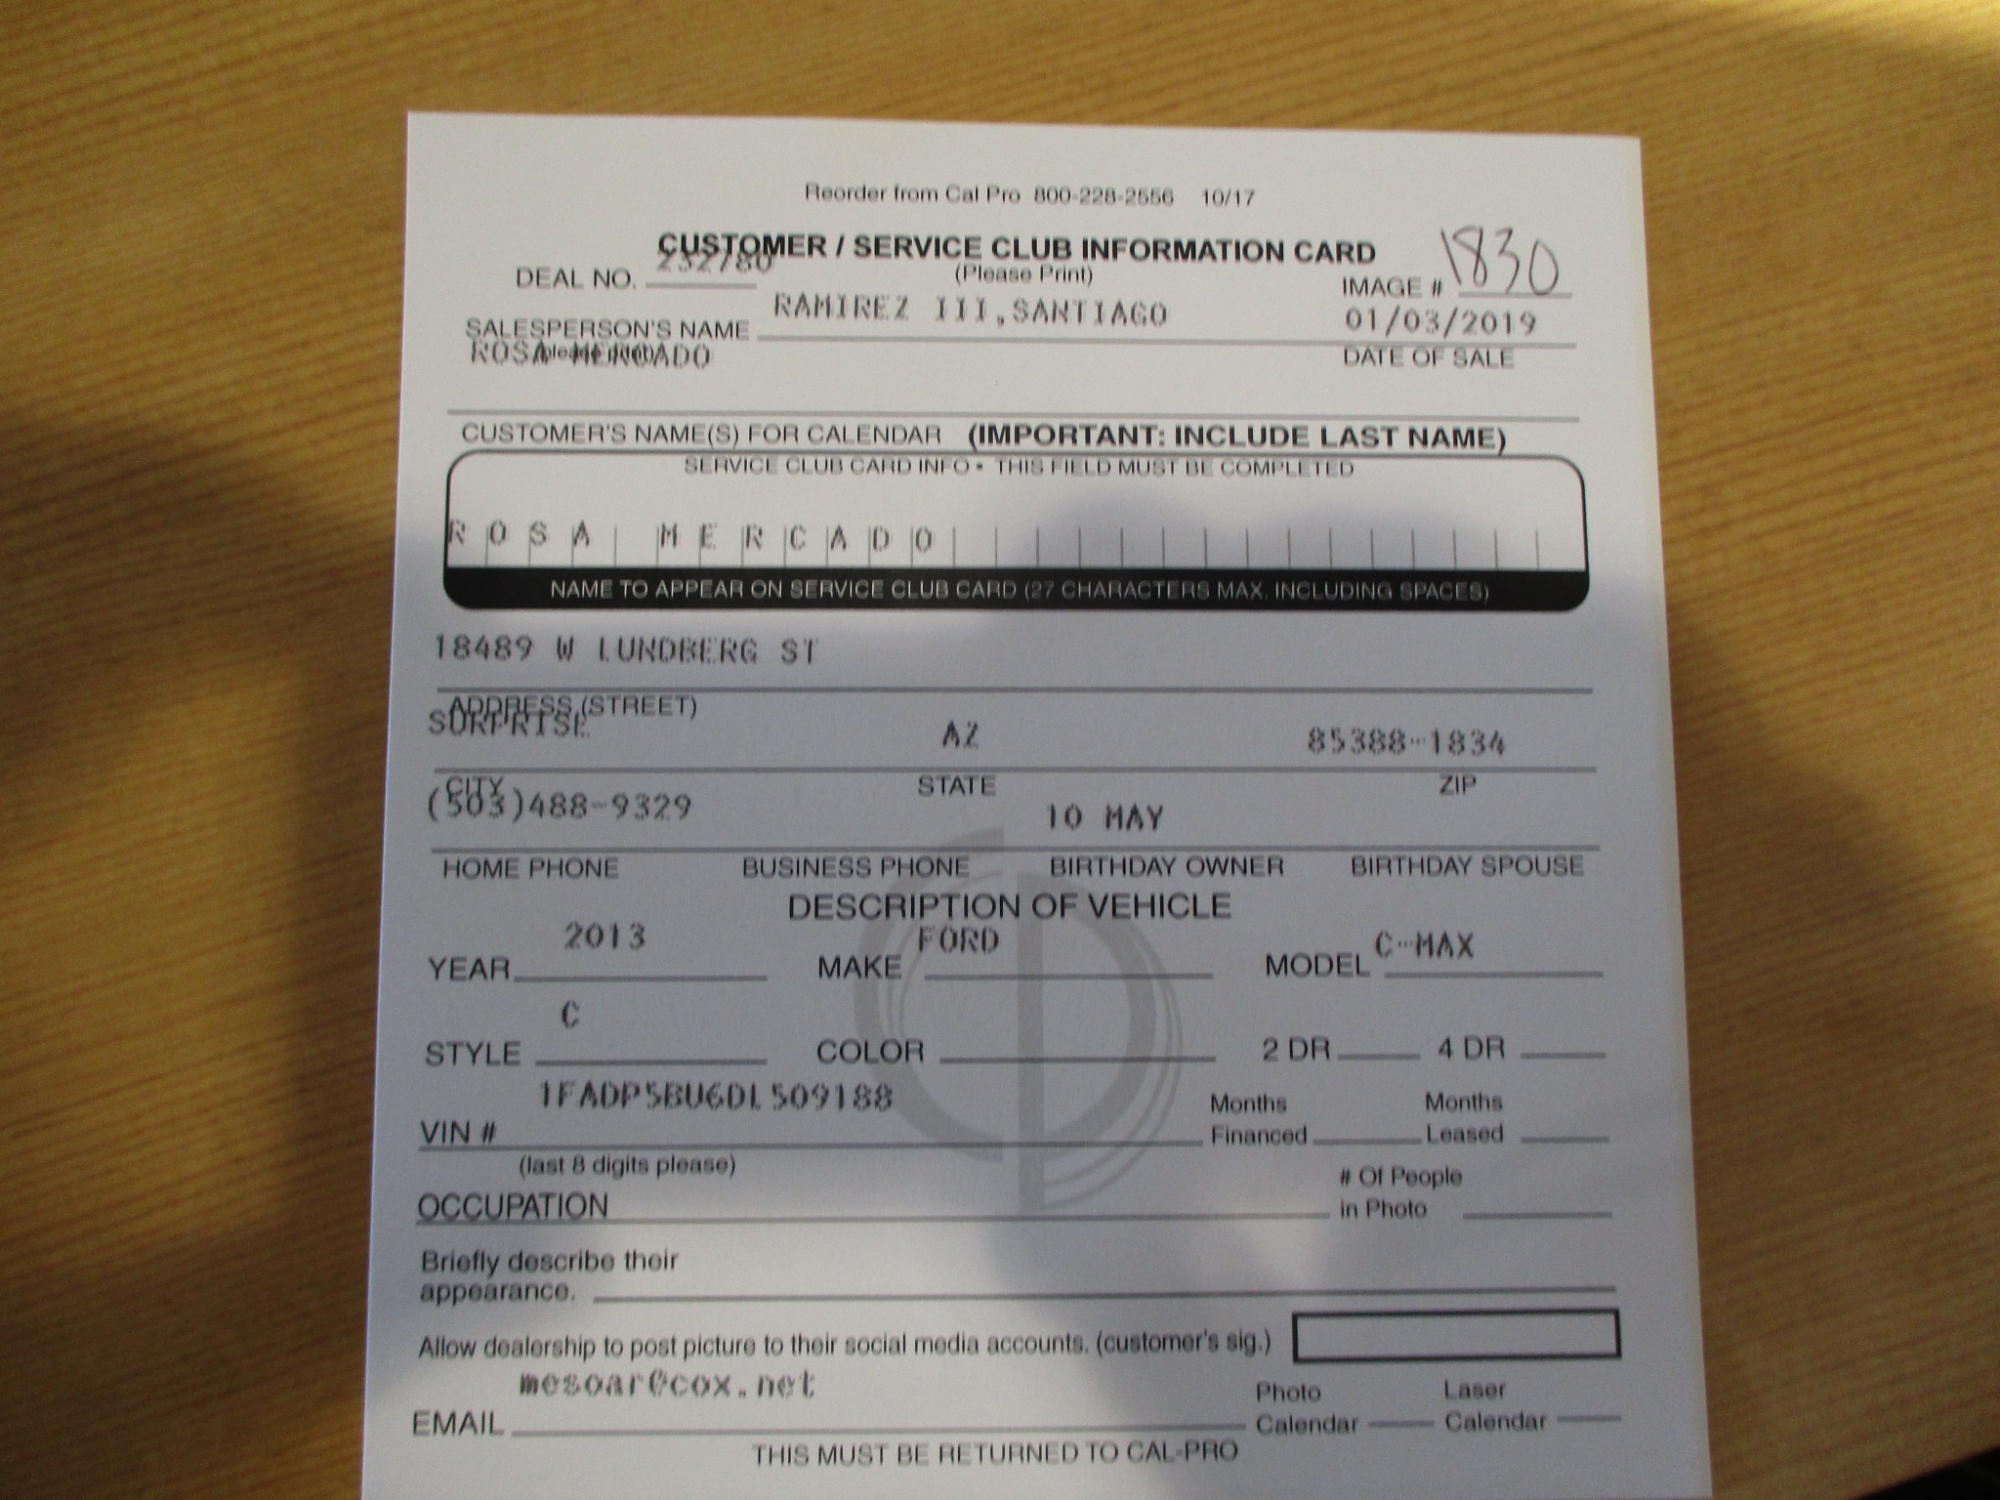 Reorder from Cal Pro 800-228-2556 10/17
CUSTOMER / SERVICE CLUB INFORMATION CARD
(Please Print)
DEAL NO. 232780
IMAGE # 1830
SALESPERSON'S NAME RAMIREZ III,SANTIAGO
01/03/2019
(please print)
ROSA MERCADO
DATE OF SALE
CUSTOMER'S NAME(S) FOR CALENDAR (IMPORTANT: INCLUDE LAST NAME)
SERVICE CLUB CARD INFO • THIS FIELD MUST BE COMPLETED
ROSA MERCADO
NAME TO APPEAR ON SERVICE CLUB CARD (27 CHARACTERS MAX. INCLUDING SPACES)
18489 W LUNDBERG ST
ADDRESS (STREET)
SURPRISE AZ 85388-1834
CITY STATE ZIP
(503)488-9329 10 MAY
HOME PHONE BUSINESS PHONE BIRTHDAY OWNER BIRTHDAY SPOUSE
DESCRIPTION OF VEHICLE
YEAR 2013 MAKE FORD MODEL C-MAX
STYLE C COLOR 2 DR 4 DR
VIN # 1FADP5BU6DL509188
Months Financed Months Leased
(last 8 digits please)
OCCUPATION # Of People in Photo
Briefly describe their
appearance.
Allow dealership to post picture to their social media accounts. (customer's sig.)
EMAIL mesoar@cox.net
Photo Calendar Laser Calendar
THIS MUST BE RETURNED TO CAL-PRO